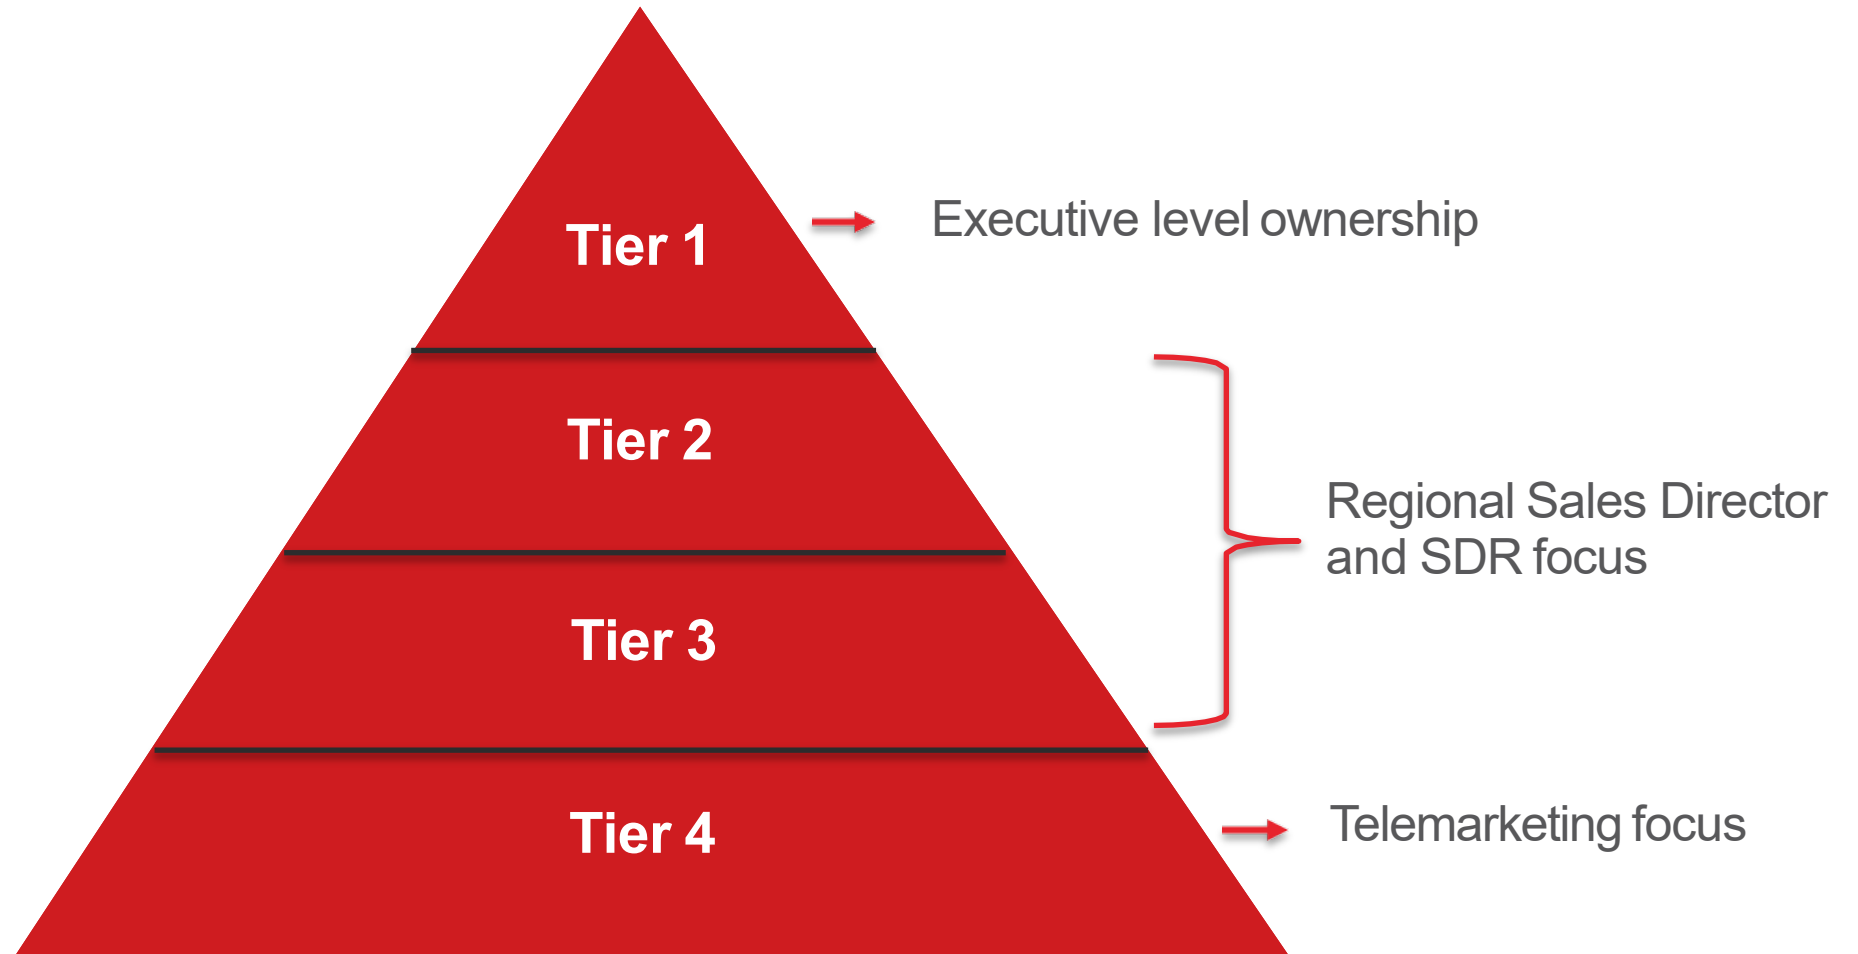 Tier 1
Executive level ownership
Tier 2
Regional Sales Director
and SDR focus
Tier 3
Tier 4
Telemarketing focus